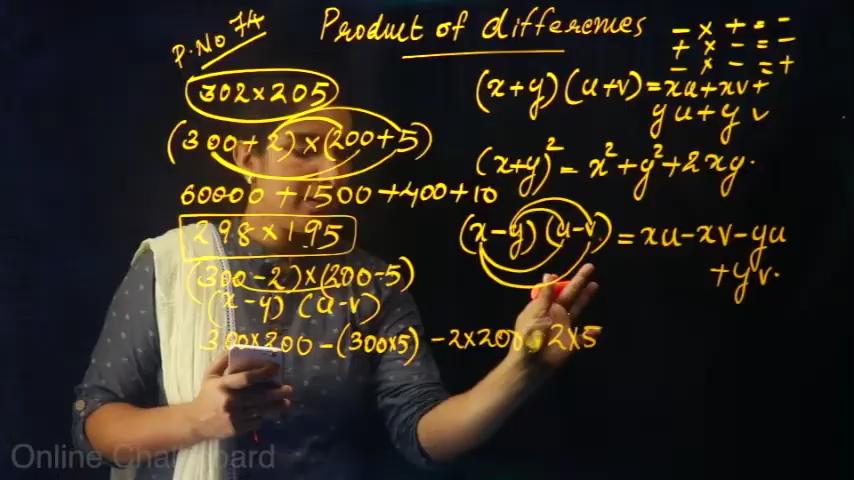 P.No 74
Product of differences
- × + = -
+ × - = -
- × - = +
302×205
(300+2)×(200+5)
60000+1500+400+10
298×195
(300-2)×(200-5)
(x-y) (u-v)
300×200-(300×5)-2×200 2×5
(x+y)(u+v)=xu+xv+
yu+yv
(x+y)²=x²+y²+2xy.
(x-y)(u-v)=xu-xv-yu
+yv.
Online Cha board